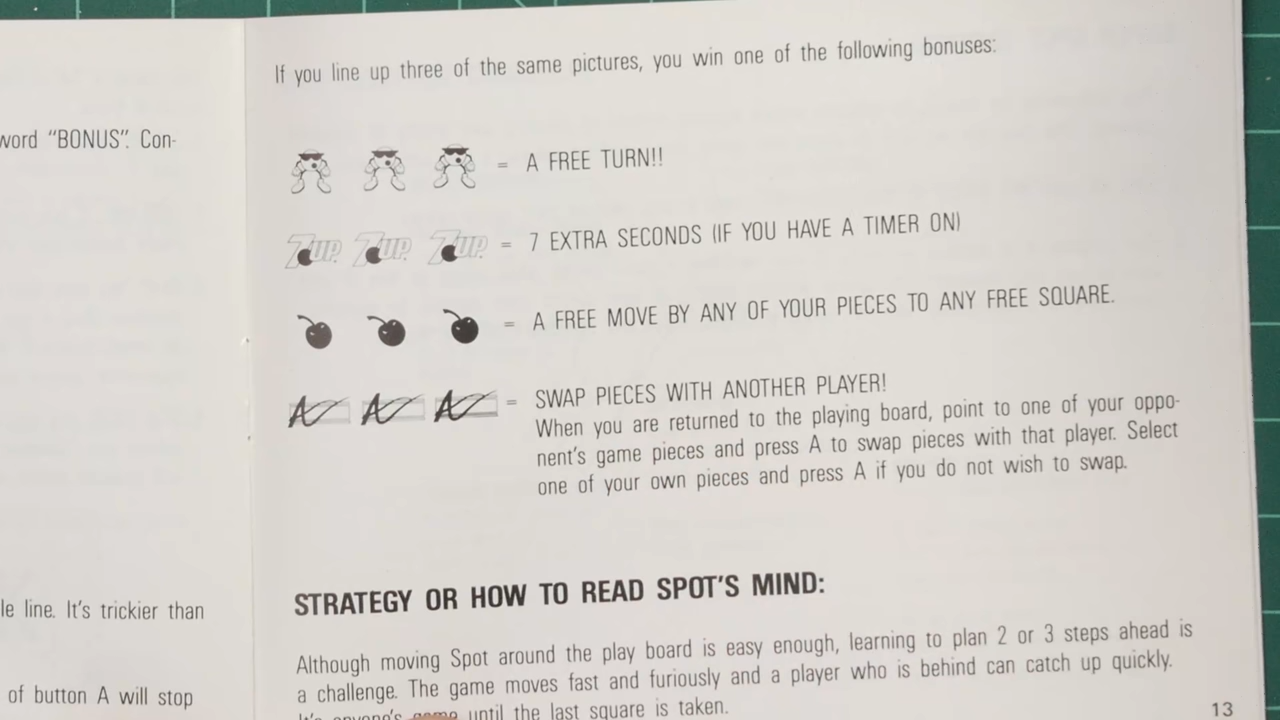 word "BONUS". Con-
le line. It's trickier than
of button A will stop
If you line up three of the same pictures, you win one of the following bonuses:
= A FREE TURN!!
7UP 7UP 7UP = 7 EXTRA SECONDS (IF YOU HAVE A TIMER ON)
= A FREE MOVE BY ANY OF YOUR PIECES TO ANY FREE SQUARE.
= SWAP PIECES WITH ANOTHER PLAYER!
When you are returned to the playing board, point to one of your oppo-
nent's game pieces and press A to swap pieces with that player. Select
one of your own pieces and press A if you do not wish to swap.
STRATEGY OR HOW TO READ SPOT'S MIND:
Although moving Spot around the play board is easy enough, learning to plan 2 or 3 steps ahead is
a challenge. The game moves fast and furiously and a player who is behind can catch up quickly.
It's anyone's game until the last square is taken.
13